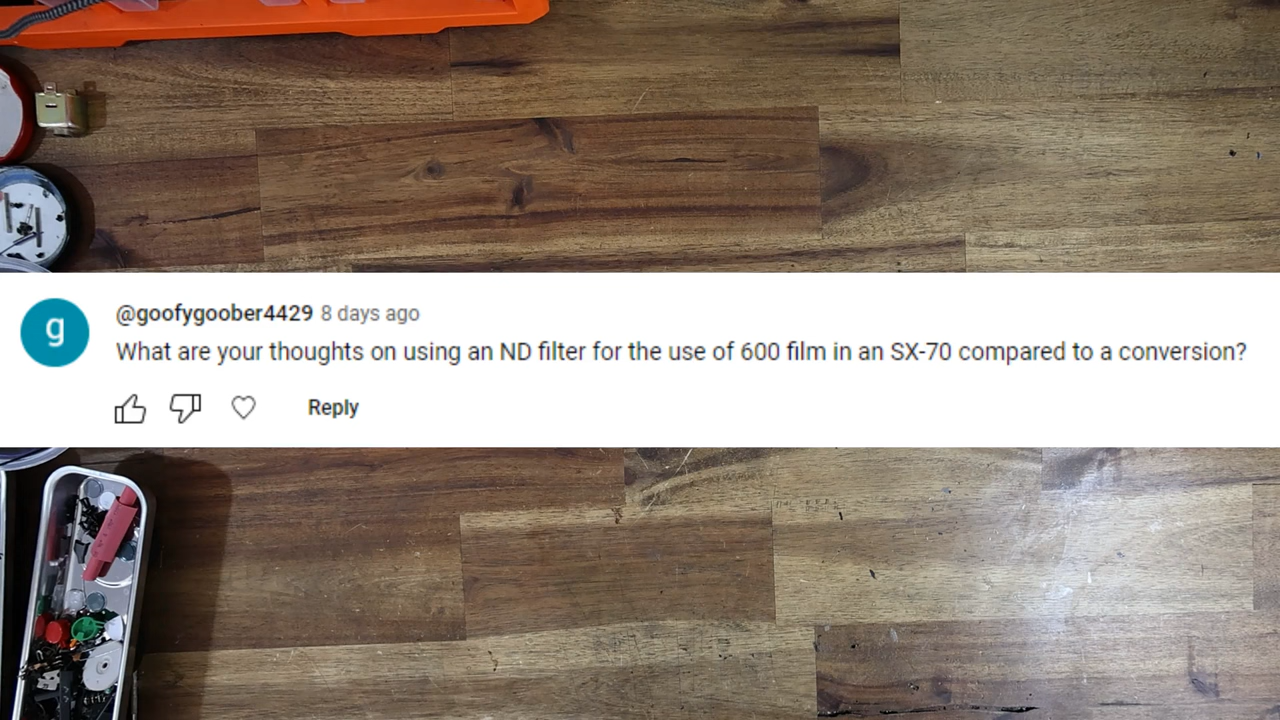 g
@goofygoober4429 8 days ago
What are your thoughts on using an ND filter for the use of 600 film in an SX-70 compared to a conversion?
Reply